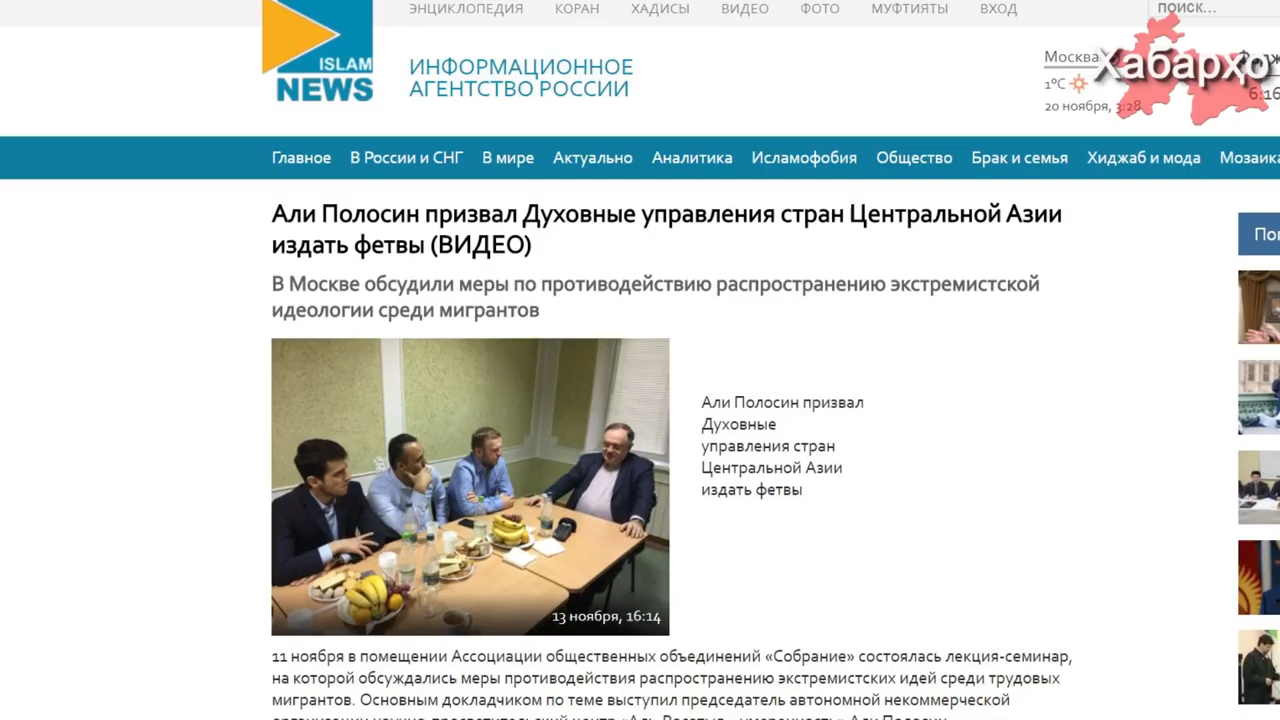 ЭНЦИКЛОПЕДИЯ КОРАН ХАДИСЫ ВИДЕО ФОТО МУФТИЯТЫ ВХОД
поиск...
ISLAM
NEWS
ИНФОРМАЦИОННОЕ
АГЕНТСТВО РОССИИ
Москва
1°C
20 ноября, 3:28
Хабарҳо
6:16
Главное В России и СНГ В мире Актуально Аналитика Исламофобия Общество Брак и семья Хиджаб и мода Мозаика
Али Полосин призвал Духовные управления стран Центральной Азии
издать фетвы (ВИДЕО)
В Москве обсудили меры по противодействию распространению экстремистской
идеологии среди мигрантов
Али Полосин призвал
Духовные
управления стран
Центральной Азии
издать фетвы
13 ноября, 16:14
11 ноября в помещении Ассоциации общественных объединений «Собрание» состоялась лекция-семинар,
на которой обсуждались меры противодействия распространению экстремистских идей среди трудовых
мигрантов. Основным докладчиком по теме выступил председатель автономной некоммерческой